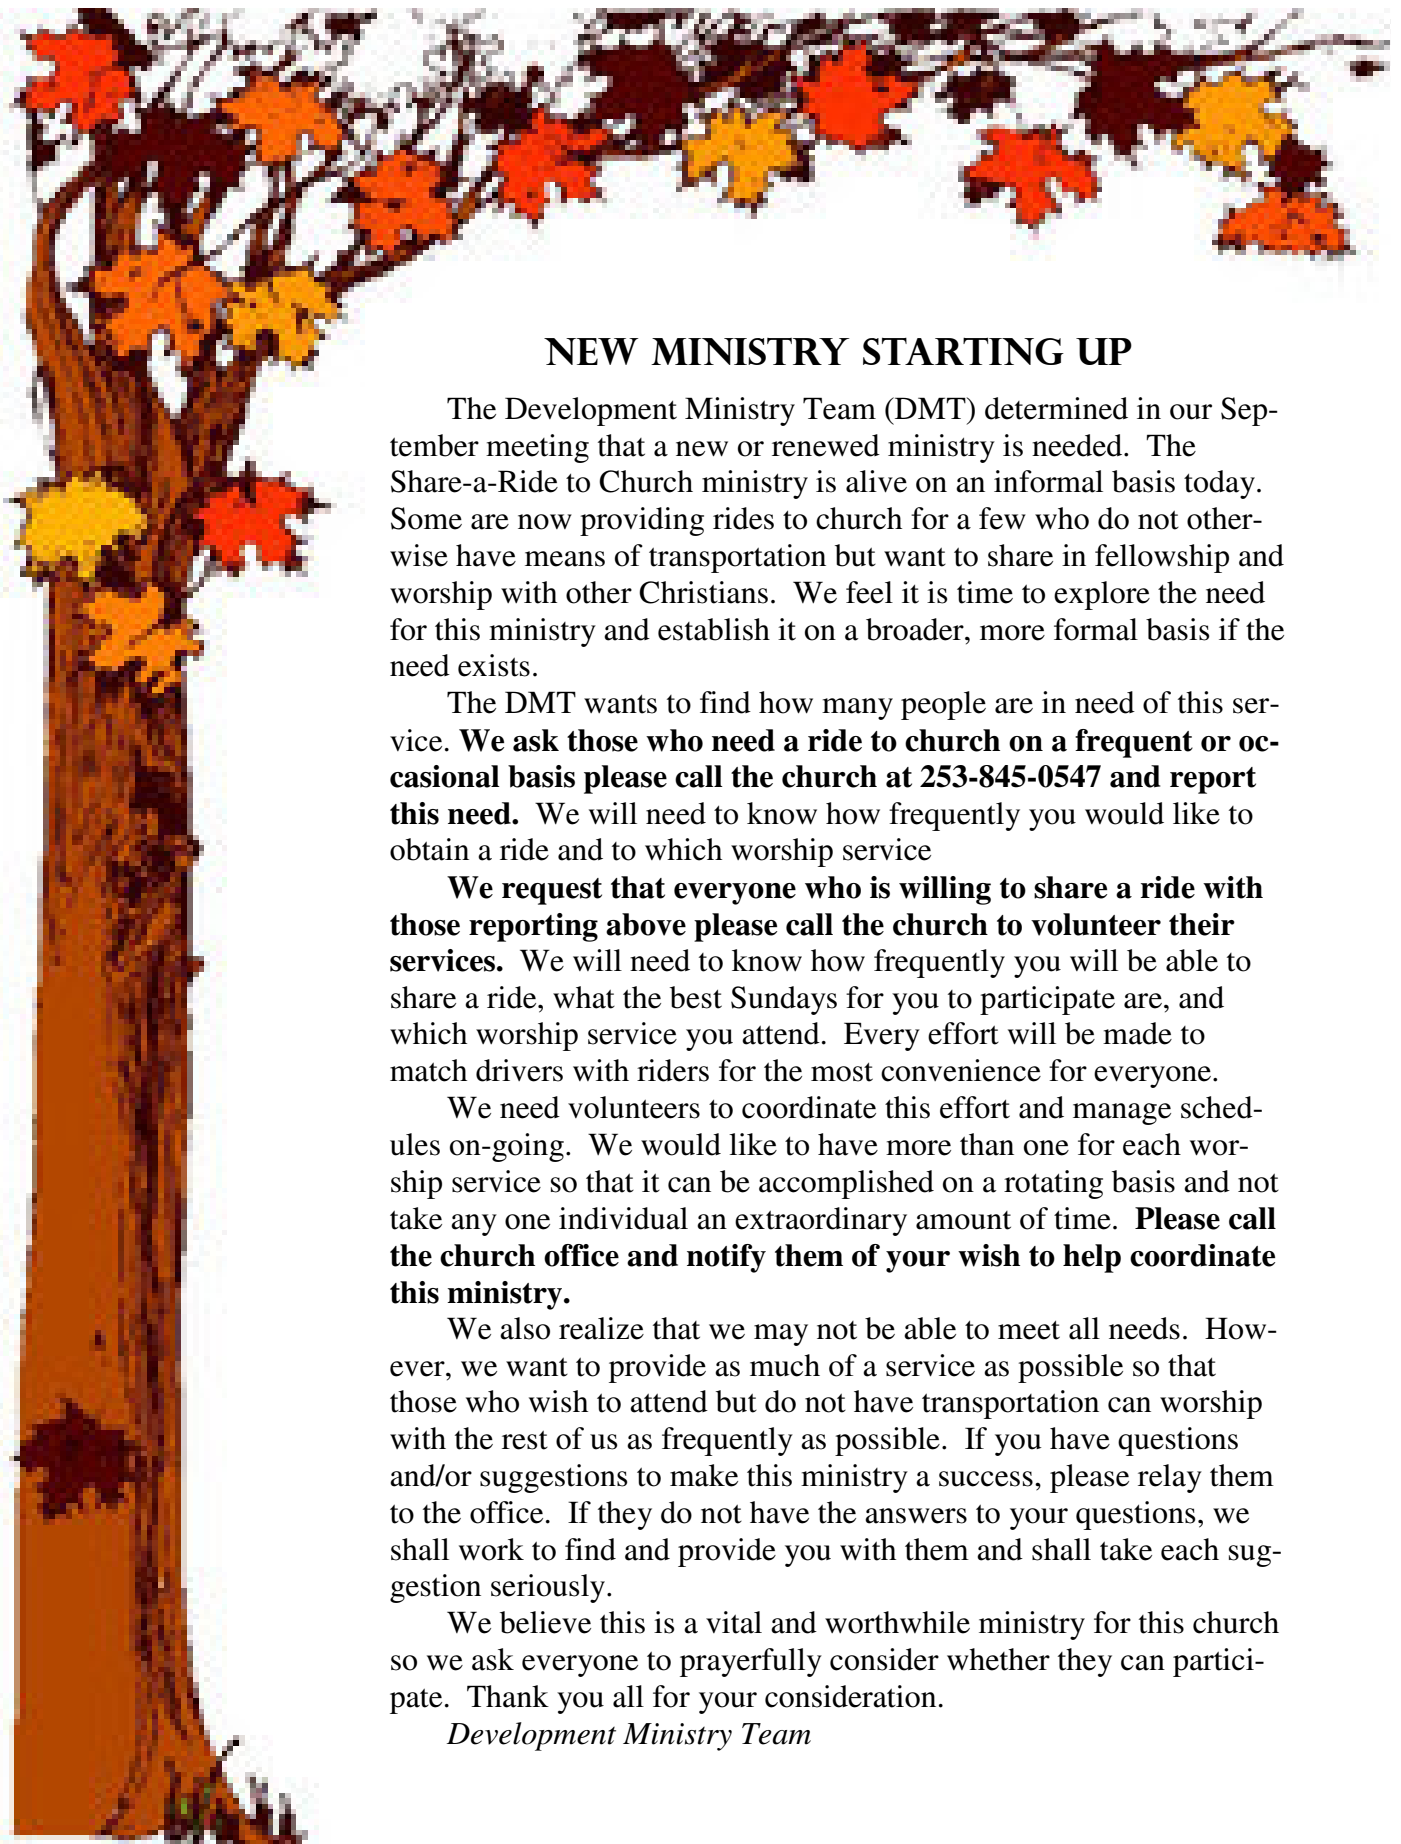 NEW MINISTRY STARTING UP
The Development Ministry Team (DMT) determined in our Sep-
tember meeting that a new or renewed ministry is needed.  The
Share-a-Ride to Church ministry is alive on an informal basis today.
Some are now providing rides to church for a few who do not other-
wise have means of transportation but want to share in fellowship and
worship with other Christians.  We feel it is time to explore the need
for this ministry and establish it on a broader, more formal basis if the
need exists.
The DMT wants to find how many people are in need of this ser-
vice. We ask those who need a ride to church on a frequent or oc-
casional basis please call the church at 253-845-0547 and report
this need.  We will need to know how frequently you would like to
obtain a ride and to which worship service
We request that everyone who is willing to share a ride with
those reporting above please call the church to volunteer their
services.  We will need to know how frequently you will be able to
share a ride, what the best Sundays for you to participate are, and
which worship service you attend.  Every effort will be made to
match drivers with riders for the most convenience for everyone.
We need volunteers to coordinate this effort and manage sched-
ules on-going.  We would like to have more than one for each wor-
ship service so that it can be accomplished on a rotating basis and not
take any one individual an extraordinary amount of time.  Please call
the church office and notify them of your wish to help coordinate
this ministry.
We also realize that we may not be able to meet all needs.  How-
ever, we want to provide as much of a service as possible so that
those who wish to attend but do not have transportation can worship
with the rest of us as frequently as possible.  If you have questions
and/or suggestions to make this ministry a success, please relay them
to the office.  If they do not have the answers to your questions, we
shall work to find and provide you with them and shall take each sug-
gestion seriously.
We believe this is a vital and worthwhile ministry for this church
so we ask everyone to prayerfully consider whether they can partici-
pate.  Thank you all for your consideration.
Development Ministry Team